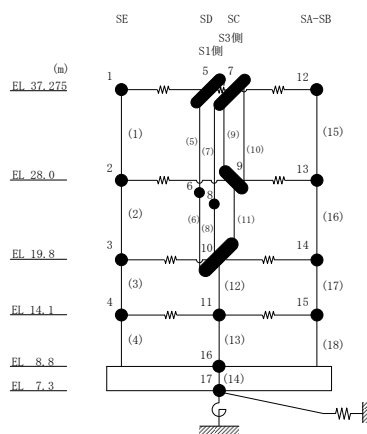 SE SD SC SA-SB
S3側
S1側
(m)
EL 37.275
1 5 7 12
(1) (5) (7) (9) (10) (15)
EL 28.0
2 9 13
6 8
(2) (6) (8) (11) (16)
EL 19.8
3 10 14
(3) (12) (17)
EL 14.1
4 11 15
(4) (13) (18)
EL 8.8
16
EL 7.3
17 (14)